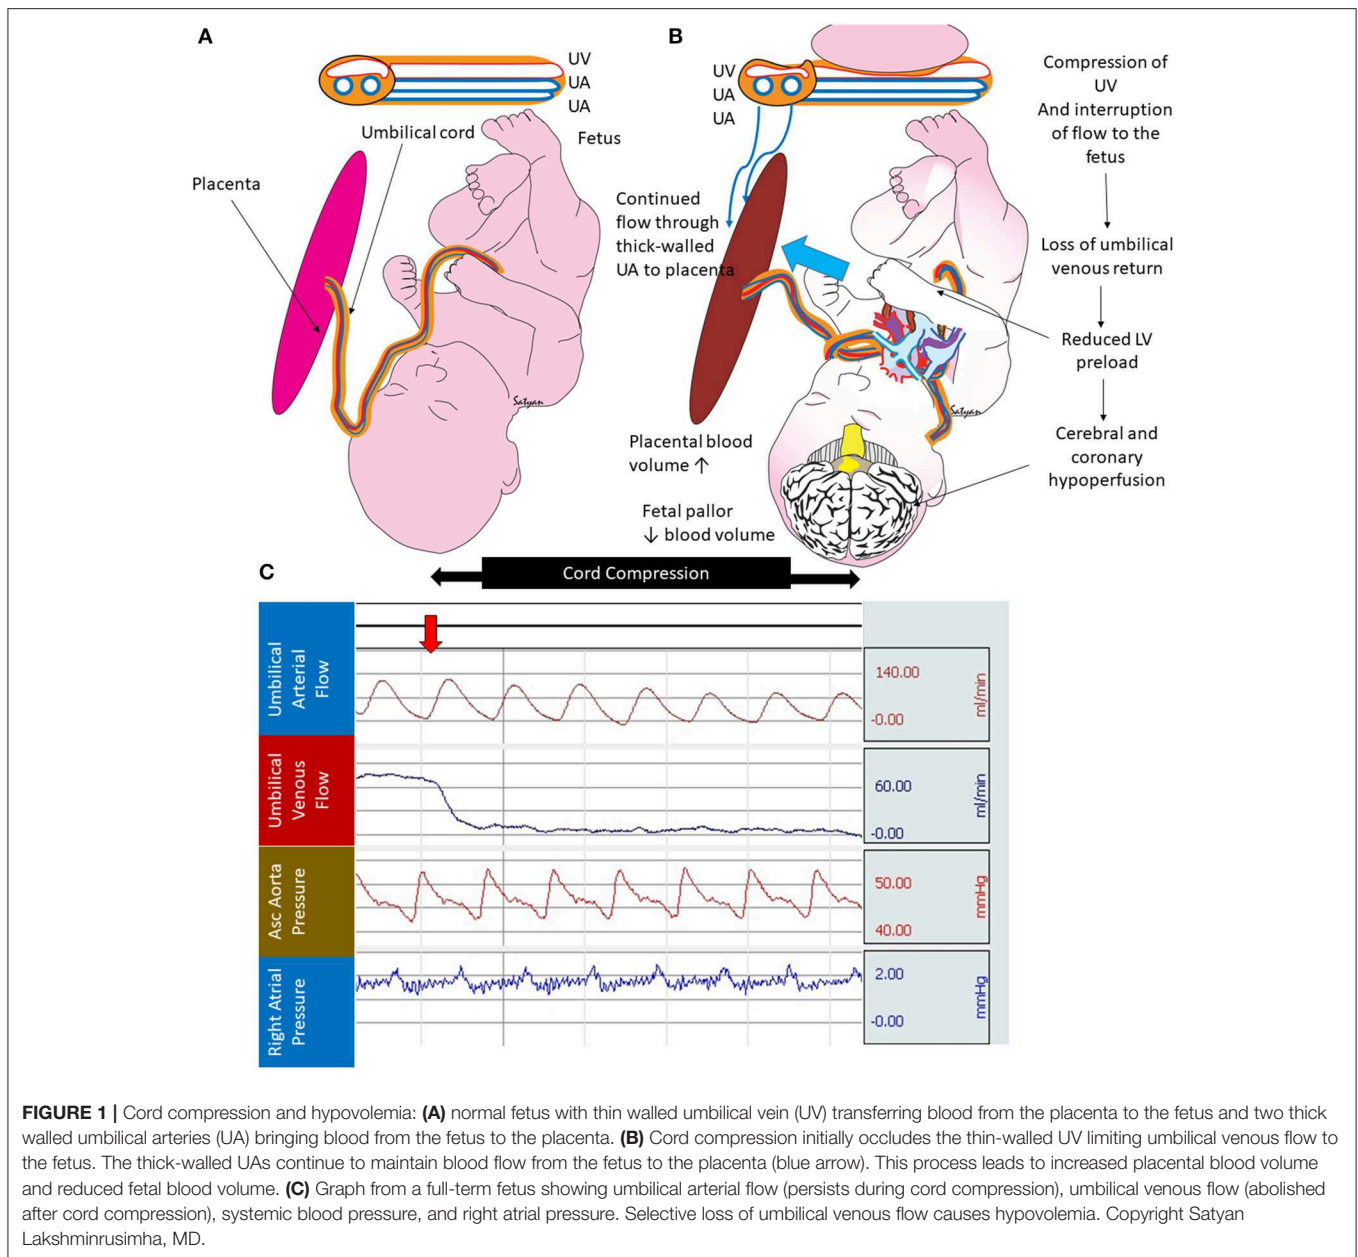 A
UV
UA
UA
Umbilical cord
Fetus
Placenta
Satyan
B
UV
UA
UA
Compression of
UV
And interruption
of flow to the
fetus
Continued
flow through
thick-walled
UA to placenta
Loss of umbilical
venous return
Reduced LV
preload
Satyan
Cerebral and
coronary
hypoperfusion
Placental blood
volume ↑
Fetal pallor
↓ blood volume
C
Cord Compression
Umbilical
Arterial
Flow
140.00
-0.00
ml/min
Umbilical
Venous
Flow
60.00
-0.00
ml/min
Asc Aorta
Pressure
50.00
40.00
mmHg
Right Atrial
Pressure
2.00
-0.00
mmHg
FIGURE 1 | Cord compression and hypovolemia: (A) normal fetus with thin walled umbilical vein (UV) transferring blood from the placenta to the fetus and two thick
walled umbilical arteries (UA) bringing blood from the fetus to the placenta. (B) Cord compression initially occludes the thin-walled UV limiting umbilical venous flow to
the fetus. The thick-walled UAs continue to maintain blood flow from the fetus to the placenta (blue arrow). This process leads to increased placental blood volume
and reduced fetal blood volume. (C) Graph from a full-term fetus showing umbilical arterial flow (persists during cord compression), umbilical venous flow (abolished
after cord compression), systemic blood pressure, and right atrial pressure. Selective loss of umbilical venous flow causes hypovolemia. Copyright Satyan
Lakshminrusimha, MD.